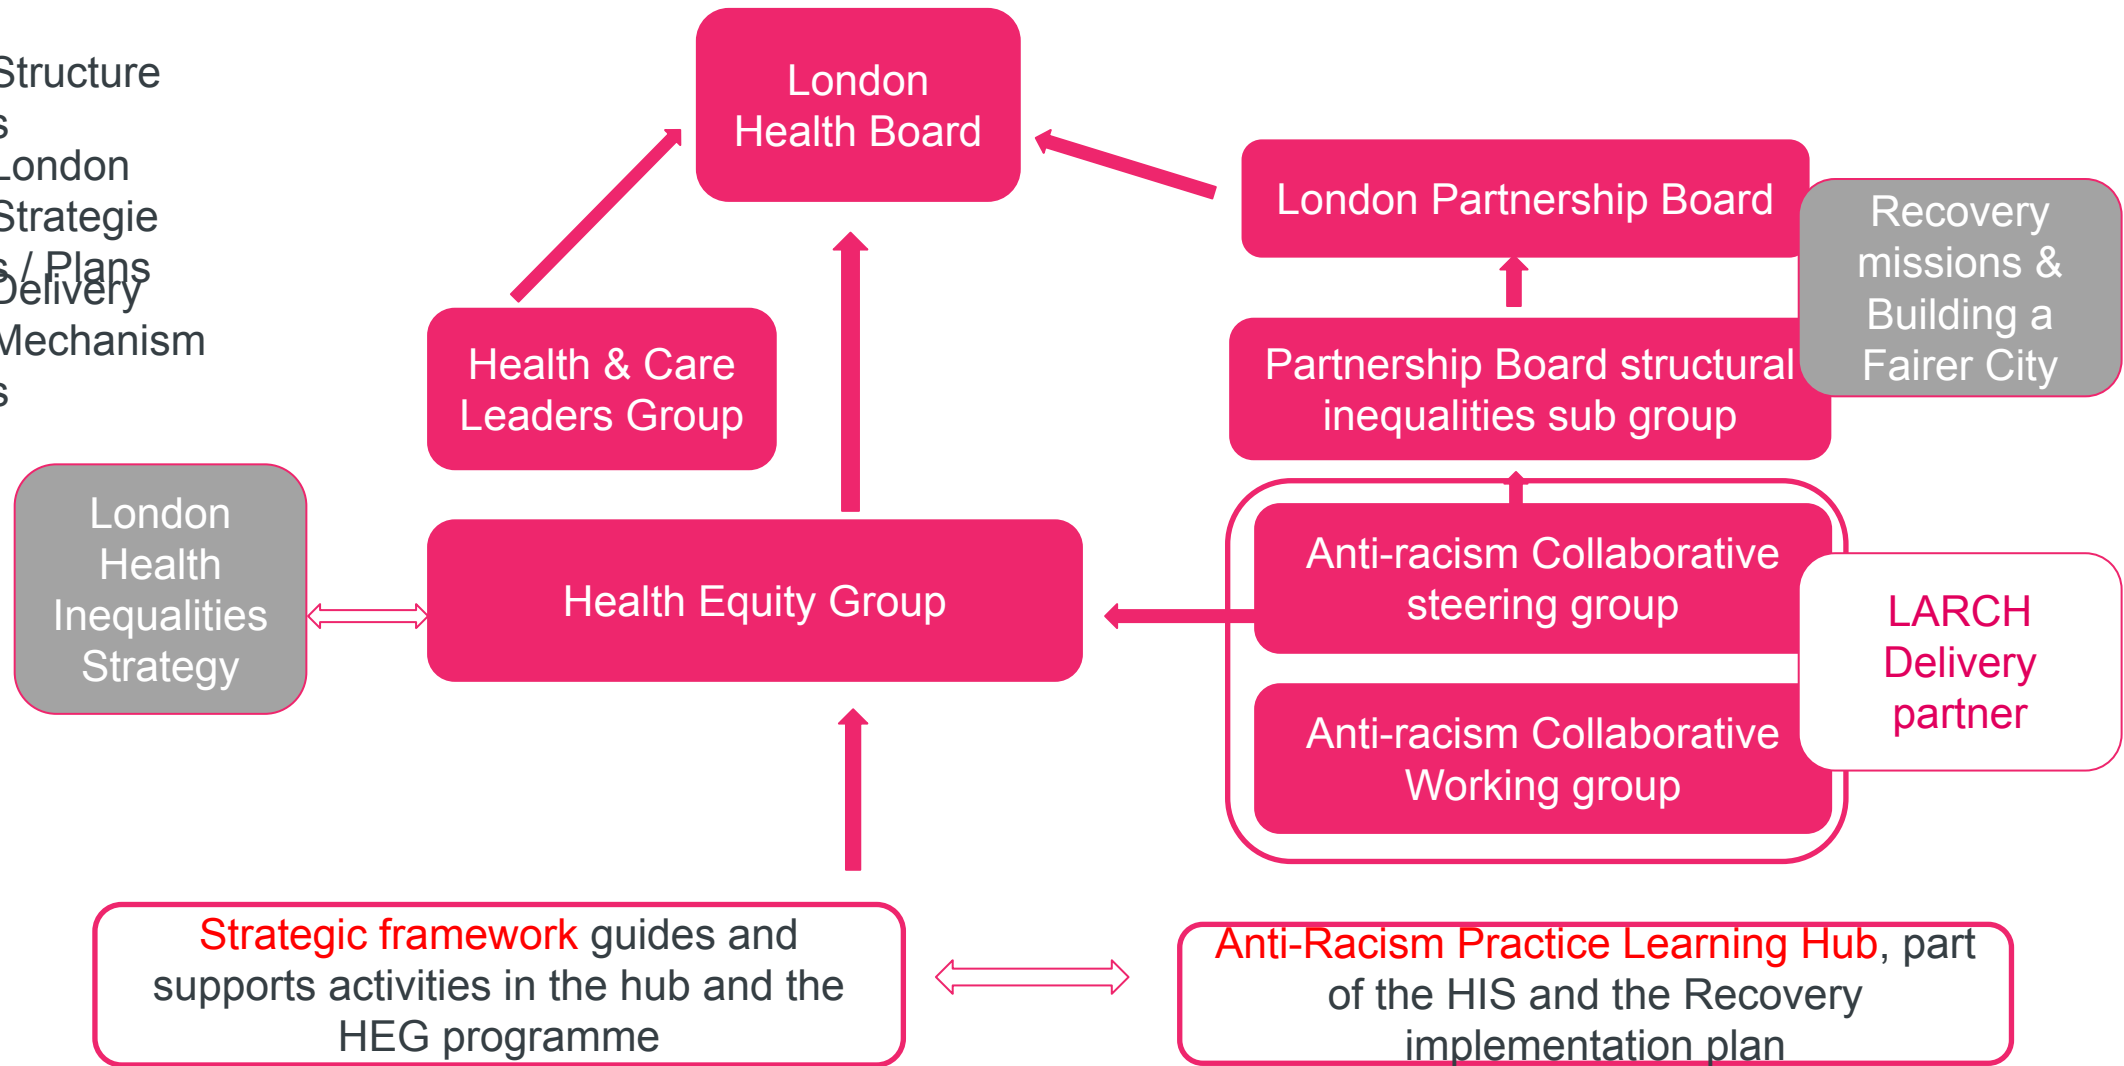 Structure
s
London
Strategie
s / Plans
Delivery
Mechanism
s
London
Health Board
London Partnership Board
Recovery
missions &
Building a
Fairer City
Health & Care
Leaders Group
Partnership Board structural
inequalities sub group
London
Health
Inequalities
Strategy
Health Equity Group
Anti-racism Collaborative
steering group
LARCH
Delivery
partner
Anti-racism Collaborative
Working group
Strategic framework guides and
supports activities in the hub and the
HEG programme
Anti-Racism Practice Learning Hub, part
of the HIS and the Recovery
implementation plan